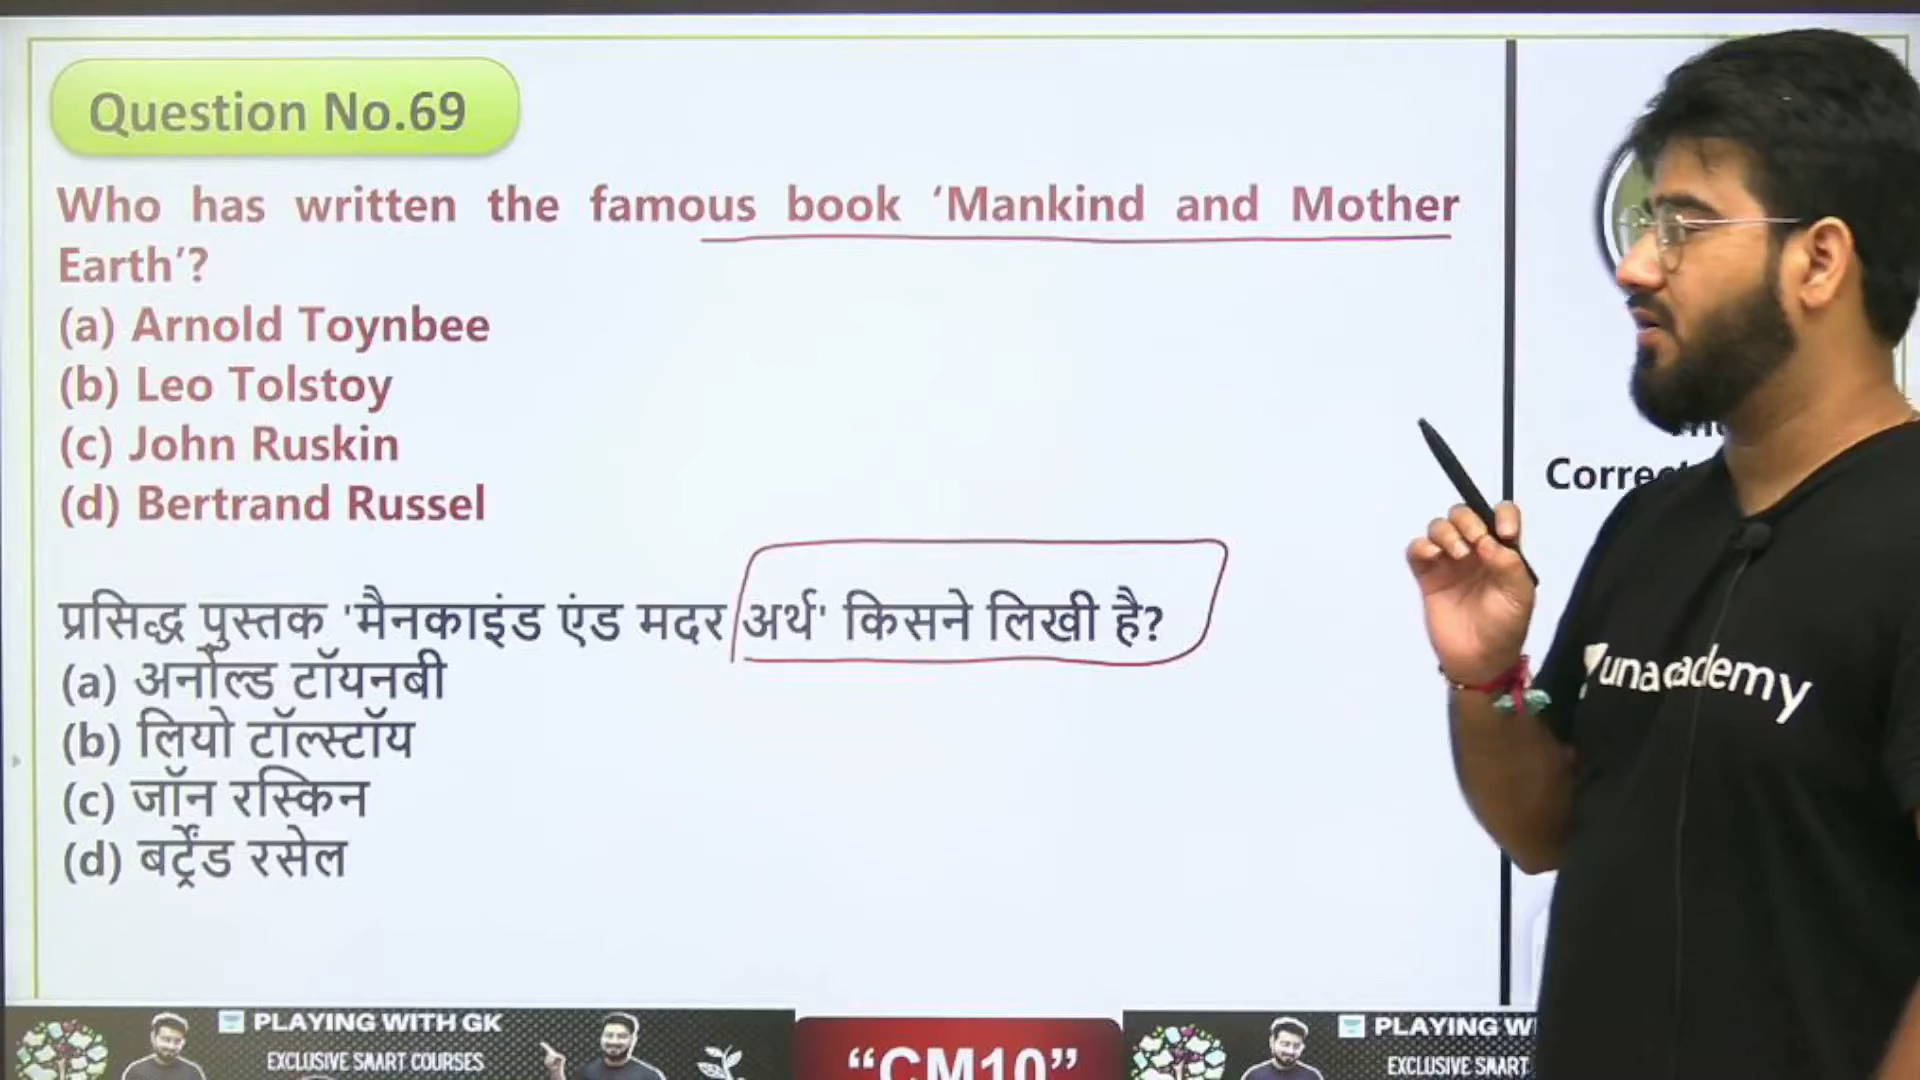 Question No.69
Who has written the famous book ‘Mankind and Mother
Earth’?
(a) Arnold Toynbee
(b) Leo Tolstoy
(c) John Ruskin
(d) Bertrand Russel
प्रसिद्ध पुस्तक 'मैनकाइंड एंड मदर अर्थ' किसने लिखी है?
(a) अर्नोल्ड टॉयनबी
(b) लियो टॉल्स्टॉय
(c) जॉन रस्किन
(d) बर्ट्रेंड रसेल
Correct
unacademy
PLAYING WITH GK
EXCLUSIVE SMART COURSES
“CM10”
PLAYING WI
EXCLUSIVE SMART